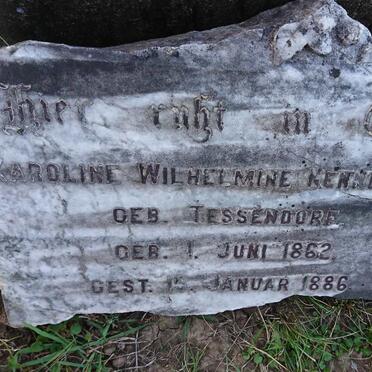 Hier ruht in
KAROLINE WILHELMINE
GEB. TESSENDORF
GEB. 1. JUNI 1862
GEST. JANUAR 1886